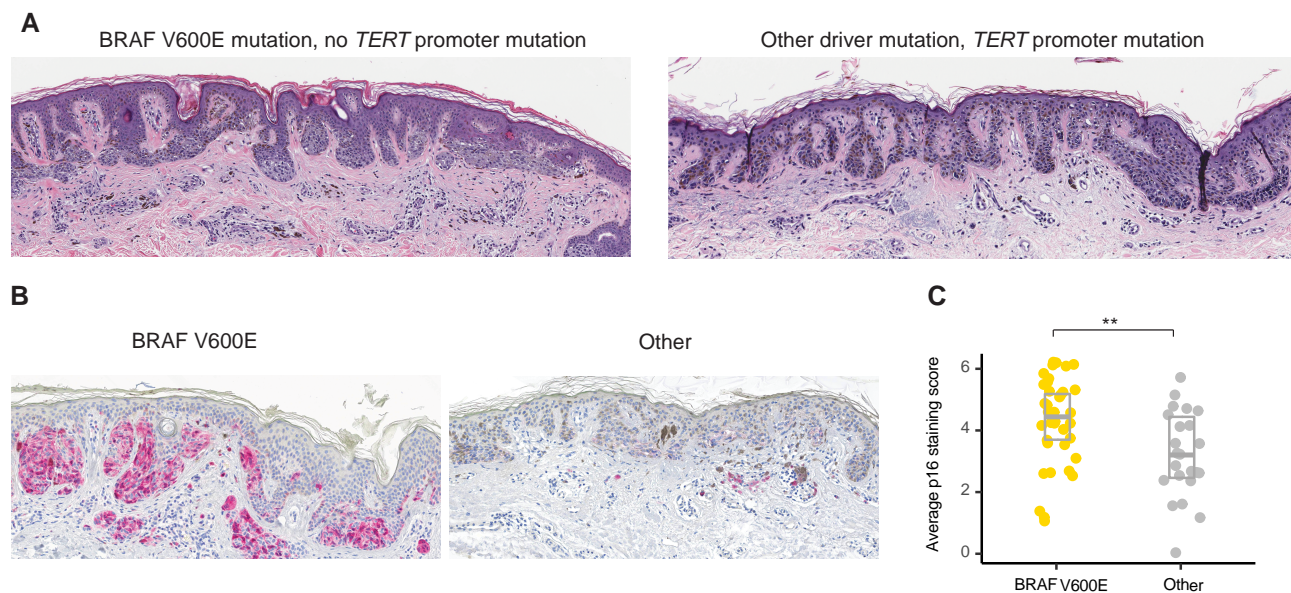 A
BRAF V600E mutation, no TERT promoter mutation
Other driver mutation, TERT promoter mutation
B
BRAF V600E
Other
C
**
Average p16 staining score
6
4
2
0
BRAF V600E
Other